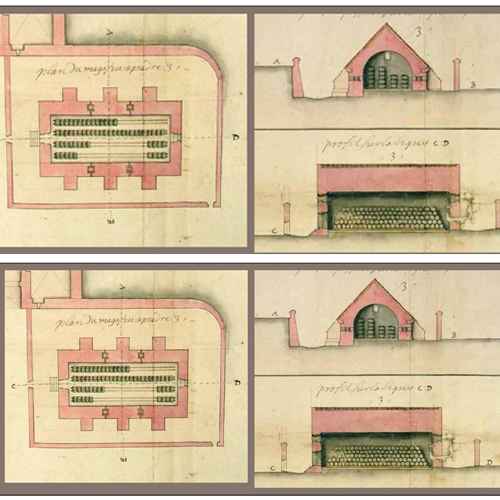 A
plan du magasin a poudre, 3,
D
B
3
A
B
profil sur la ligne C D
3,
C
D
A
plan du magasin a poudre, 3,
C
D
B
3
A
B
profil sur la ligne C D
3,
C
D